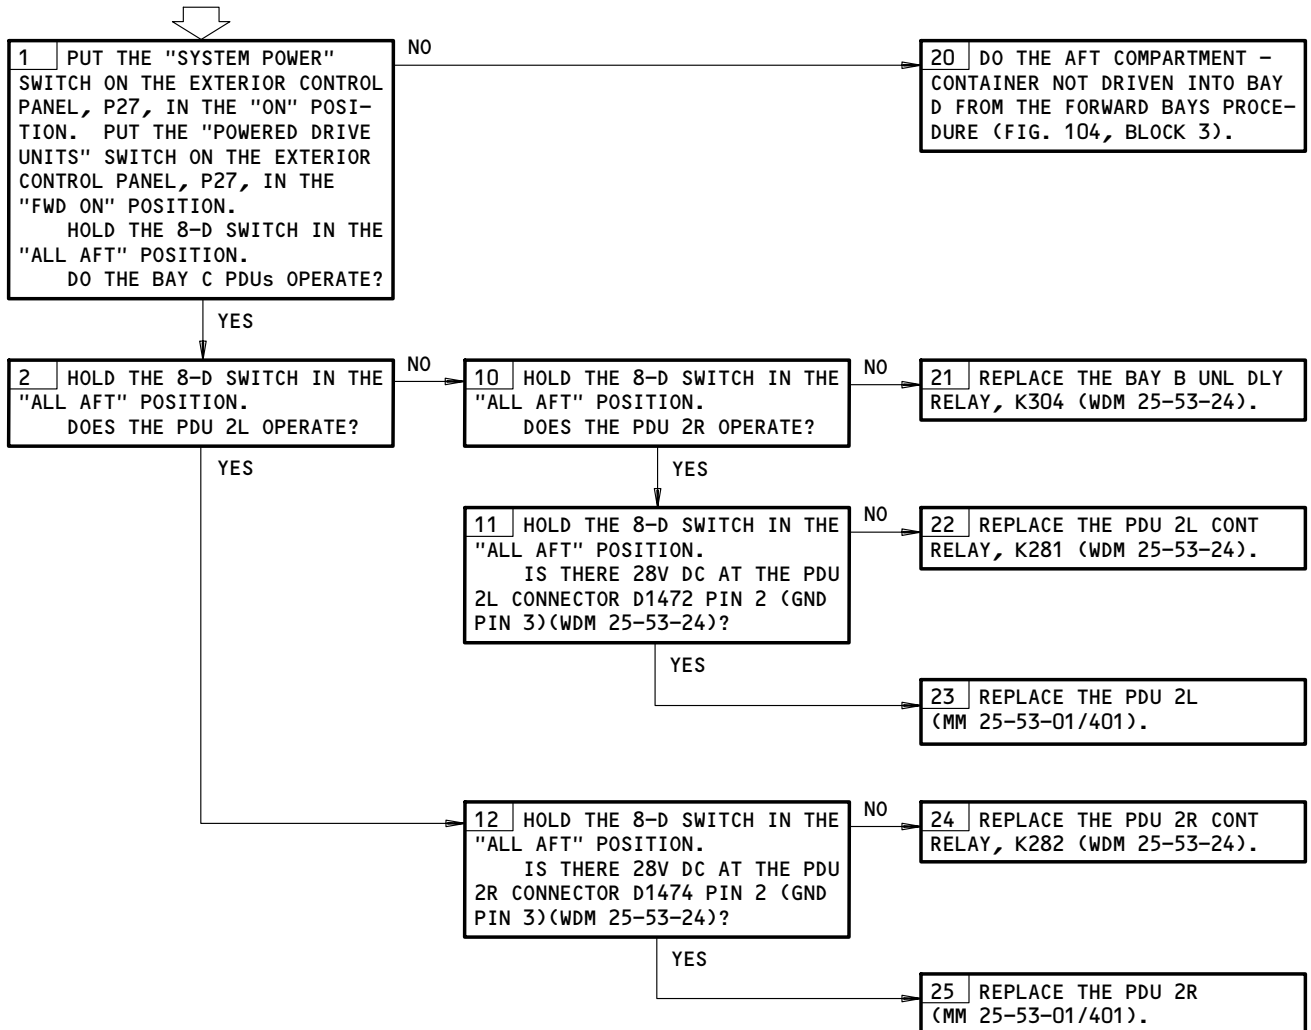 1 PUT THE "SYSTEM POWER"
SWITCH ON THE EXTERIOR CONTROL
PANEL, P27, IN THE "ON" POSI-
TION. PUT THE "POWERED DRIVE
UNITS" SWITCH ON THE EXTERIOR
CONTROL PANEL, P27, IN THE
"FWD ON" POSITION.
HOLD THE 8-D SWITCH IN THE
"ALL AFT" POSITION.
DO THE BAY C PDUs OPERATE?
NO
20 DO THE AFT COMPARTMENT -
CONTAINER NOT DRIVEN INTO BAY
D FROM THE FORWARD BAYS PROCE-
DURE (FIG. 104, BLOCK 3).
YES
2 HOLD THE 8-D SWITCH IN THE
"ALL AFT" POSITION.
DOES THE PDU 2L OPERATE?
NO
10 HOLD THE 8-D SWITCH IN THE
"ALL AFT" POSITION.
DOES THE PDU 2R OPERATE?
NO
21 REPLACE THE BAY B UNL DLY
RELAY, K304 (WDM 25-53-24).
YES
YES
11 HOLD THE 8-D SWITCH IN THE
"ALL AFT" POSITION.
IS THERE 28V DC AT THE PDU
2L CONNECTOR D1472 PIN 2 (GND
PIN 3)(WDM 25-53-24)?
NO
22 REPLACE THE PDU 2L CONT
RELAY, K281 (WDM 25-53-24).
YES
23 REPLACE THE PDU 2L
(MM 25-53-01/401).
12 HOLD THE 8-D SWITCH IN THE
"ALL AFT" POSITION.
IS THERE 28V DC AT THE PDU
2R CONNECTOR D1474 PIN 2 (GND
PIN 3)(WDM 25-53-24)?
NO
24 REPLACE THE PDU 2R CONT
RELAY, K282 (WDM 25-53-24).
YES
25 REPLACE THE PDU 2R
(MM 25-53-01/401).